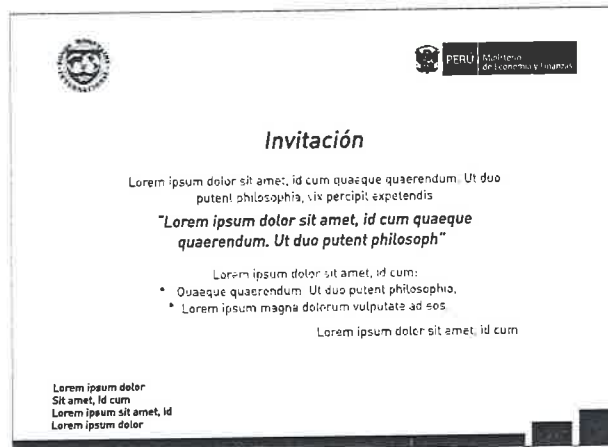 INTERNATIONAL MONETARY FUND
PERÚ
Ministerio
de Economía y Finanzas
Invitación
Lorem ipsum dolor sit amet, id cum quaeque quaerendum. Ut duo
putent philosophia, vix percipit expetendis
"Lorem ipsum dolor sit amet, id cum quaeque
quaerendum. Ut duo putent philosoph"
Lorem ipsum dolor sit amet, id cum:
• Quaeque quaerendum. Ut duo putent philosophia,
• Lorem ipsum magna dolorum vulputate ad eos
Lorem ipsum dolor sit amet, id cum
Lorem ipsum dolor
Sit amet, id cum
Lorem ipsum sit amet, id
Lorem ipsum dolor